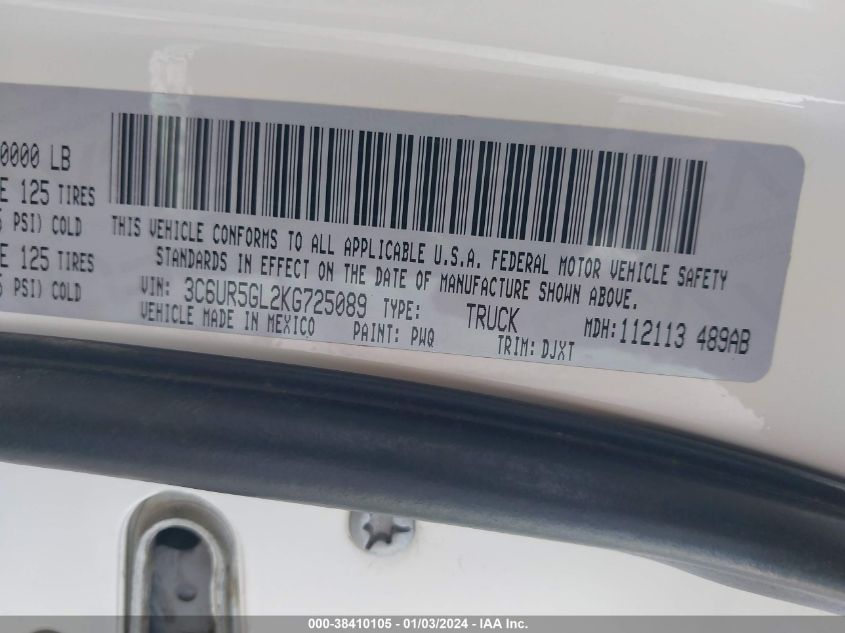 0000 LB
E 125 TIRES
PSI) COLD
E 125 TIRES
PSI) COLD
THIS VEHICLE CONFORMS TO ALL APPLICABLE U.S.A. FEDERAL MOTOR VEHICLE SAFETY
STANDARDS IN EFFECT ON THE DATE OF MANUFACTURE SHOWN ABOVE.
VIN: 3C6UR5GL2KG725089 TYPE: TRUCK MDH: 112113 489AB
VEHICLE MADE IN MEXICO PAINT: PWQ TRIM: DJXT
000-38410105 - 01/03/2024 - IAA Inc.